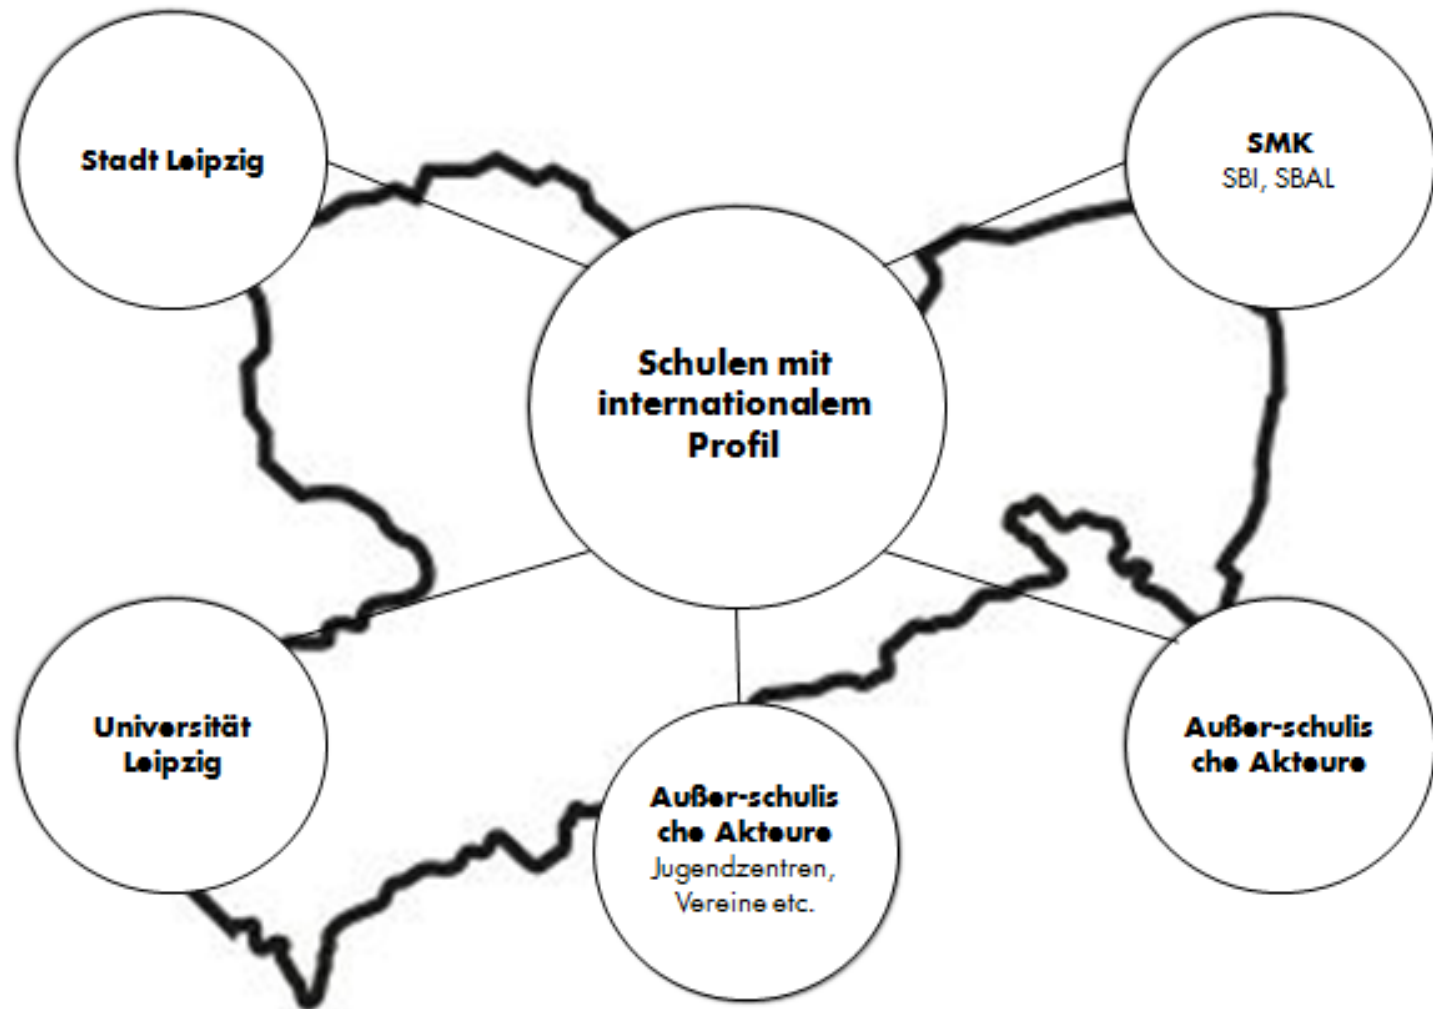 Stadt Leipzig
SMK
SBI, SBAL
Schulen mit
internationalem
Profil
Universität
Leipzig
Außer-schulis
che Akteure
Jugendzentren,
Vereine etc.
Außer-schulis
che Akteure